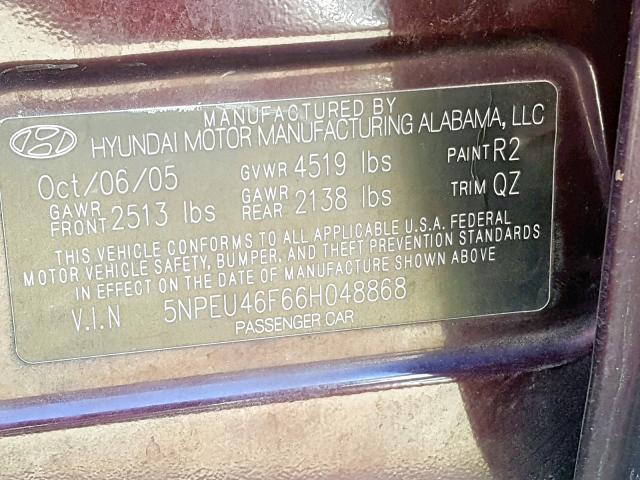 MANUFACTURED BY
HYUNDAI MOTOR MANUFACTURING ALABAMA, LLC
Oct/06/05 GVWR 4519 lbs PAINT R2
GAWR FRONT 2513 lbs GAWR REAR 2138 lbs TRIM QZ
THIS VEHICLE CONFORMS TO ALL APPLICABLE U.S.A. FEDERAL
MOTOR VEHICLE SAFETY, BUMPER, AND THEFT PREVENTION STANDARDS
IN EFFECT ON THE DATE OF MANUFACTURE SHOWN ABOVE
V.I.N 5NPEU46F66H048868
PASSENGER CAR